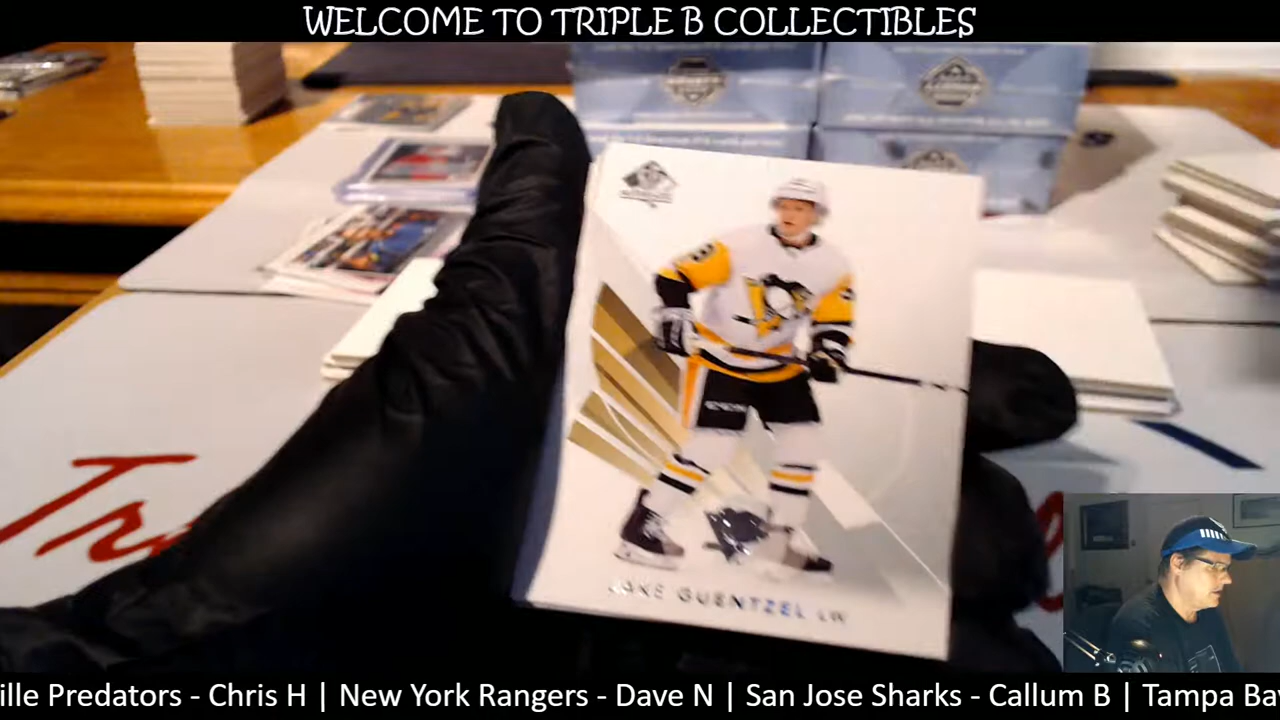 WELCOME TO TRIPLE B COLLECTIBLES
JAKE GUENTZEL LW
ille Predators - Chris H | New York Rangers - Dave N | San Jose Sharks - Callum B | Tampa Bay